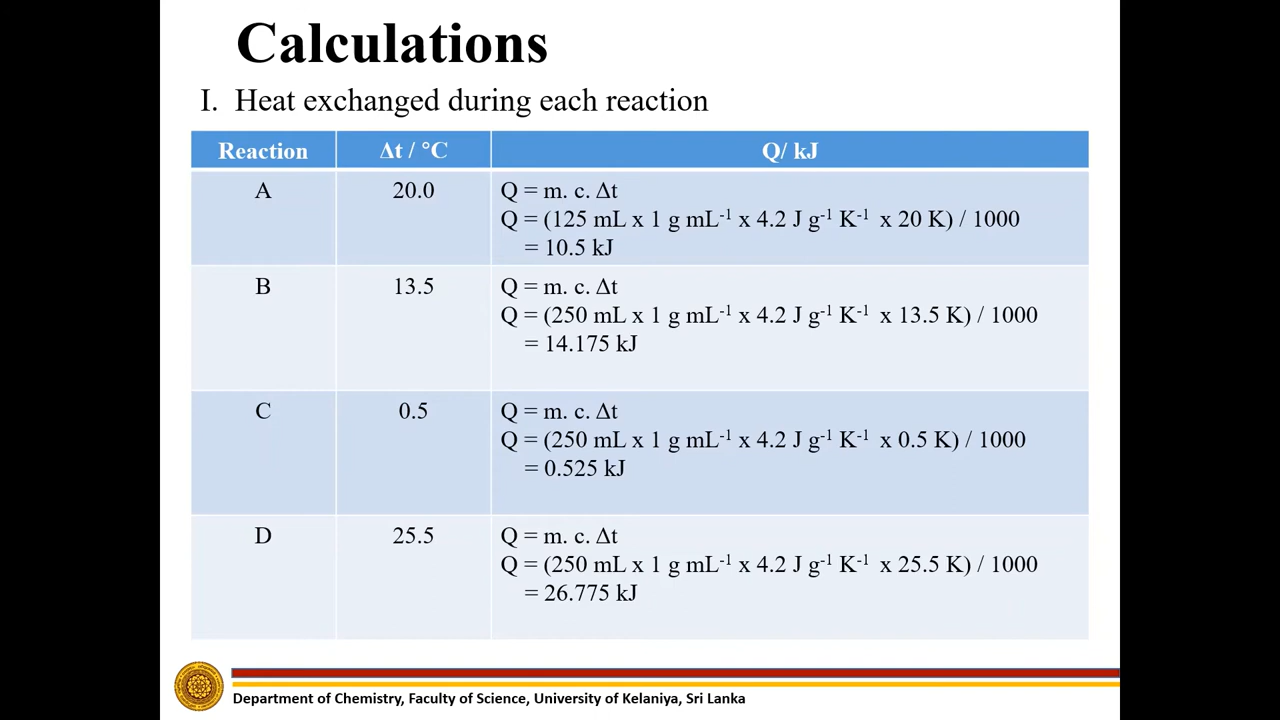 Calculations
I. Heat exchanged during each reaction
Reaction Δt / °C Q/ kJ
A 20.0 Q = m. c. Δt
Q = (125 mL x 1 g mL⁻¹ x 4.2 J g⁻¹ K⁻¹ x 20 K) / 1000
= 10.5 kJ
B 13.5 Q = m. c. Δt
Q = (250 mL x 1 g mL⁻¹ x 4.2 J g⁻¹ K⁻¹ x 13.5 K) / 1000
= 14.175 kJ
C 0.5 Q = m. c. Δt
Q = (250 mL x 1 g mL⁻¹ x 4.2 J g⁻¹ K⁻¹ x 0.5 K) / 1000
= 0.525 kJ
D 25.5 Q = m. c. Δt
Q = (250 mL x 1 g mL⁻¹ x 4.2 J g⁻¹ K⁻¹ x 25.5 K) / 1000
= 26.775 kJ
Department of Chemistry, Faculty of Science, University of Kelaniya, Sri Lanka